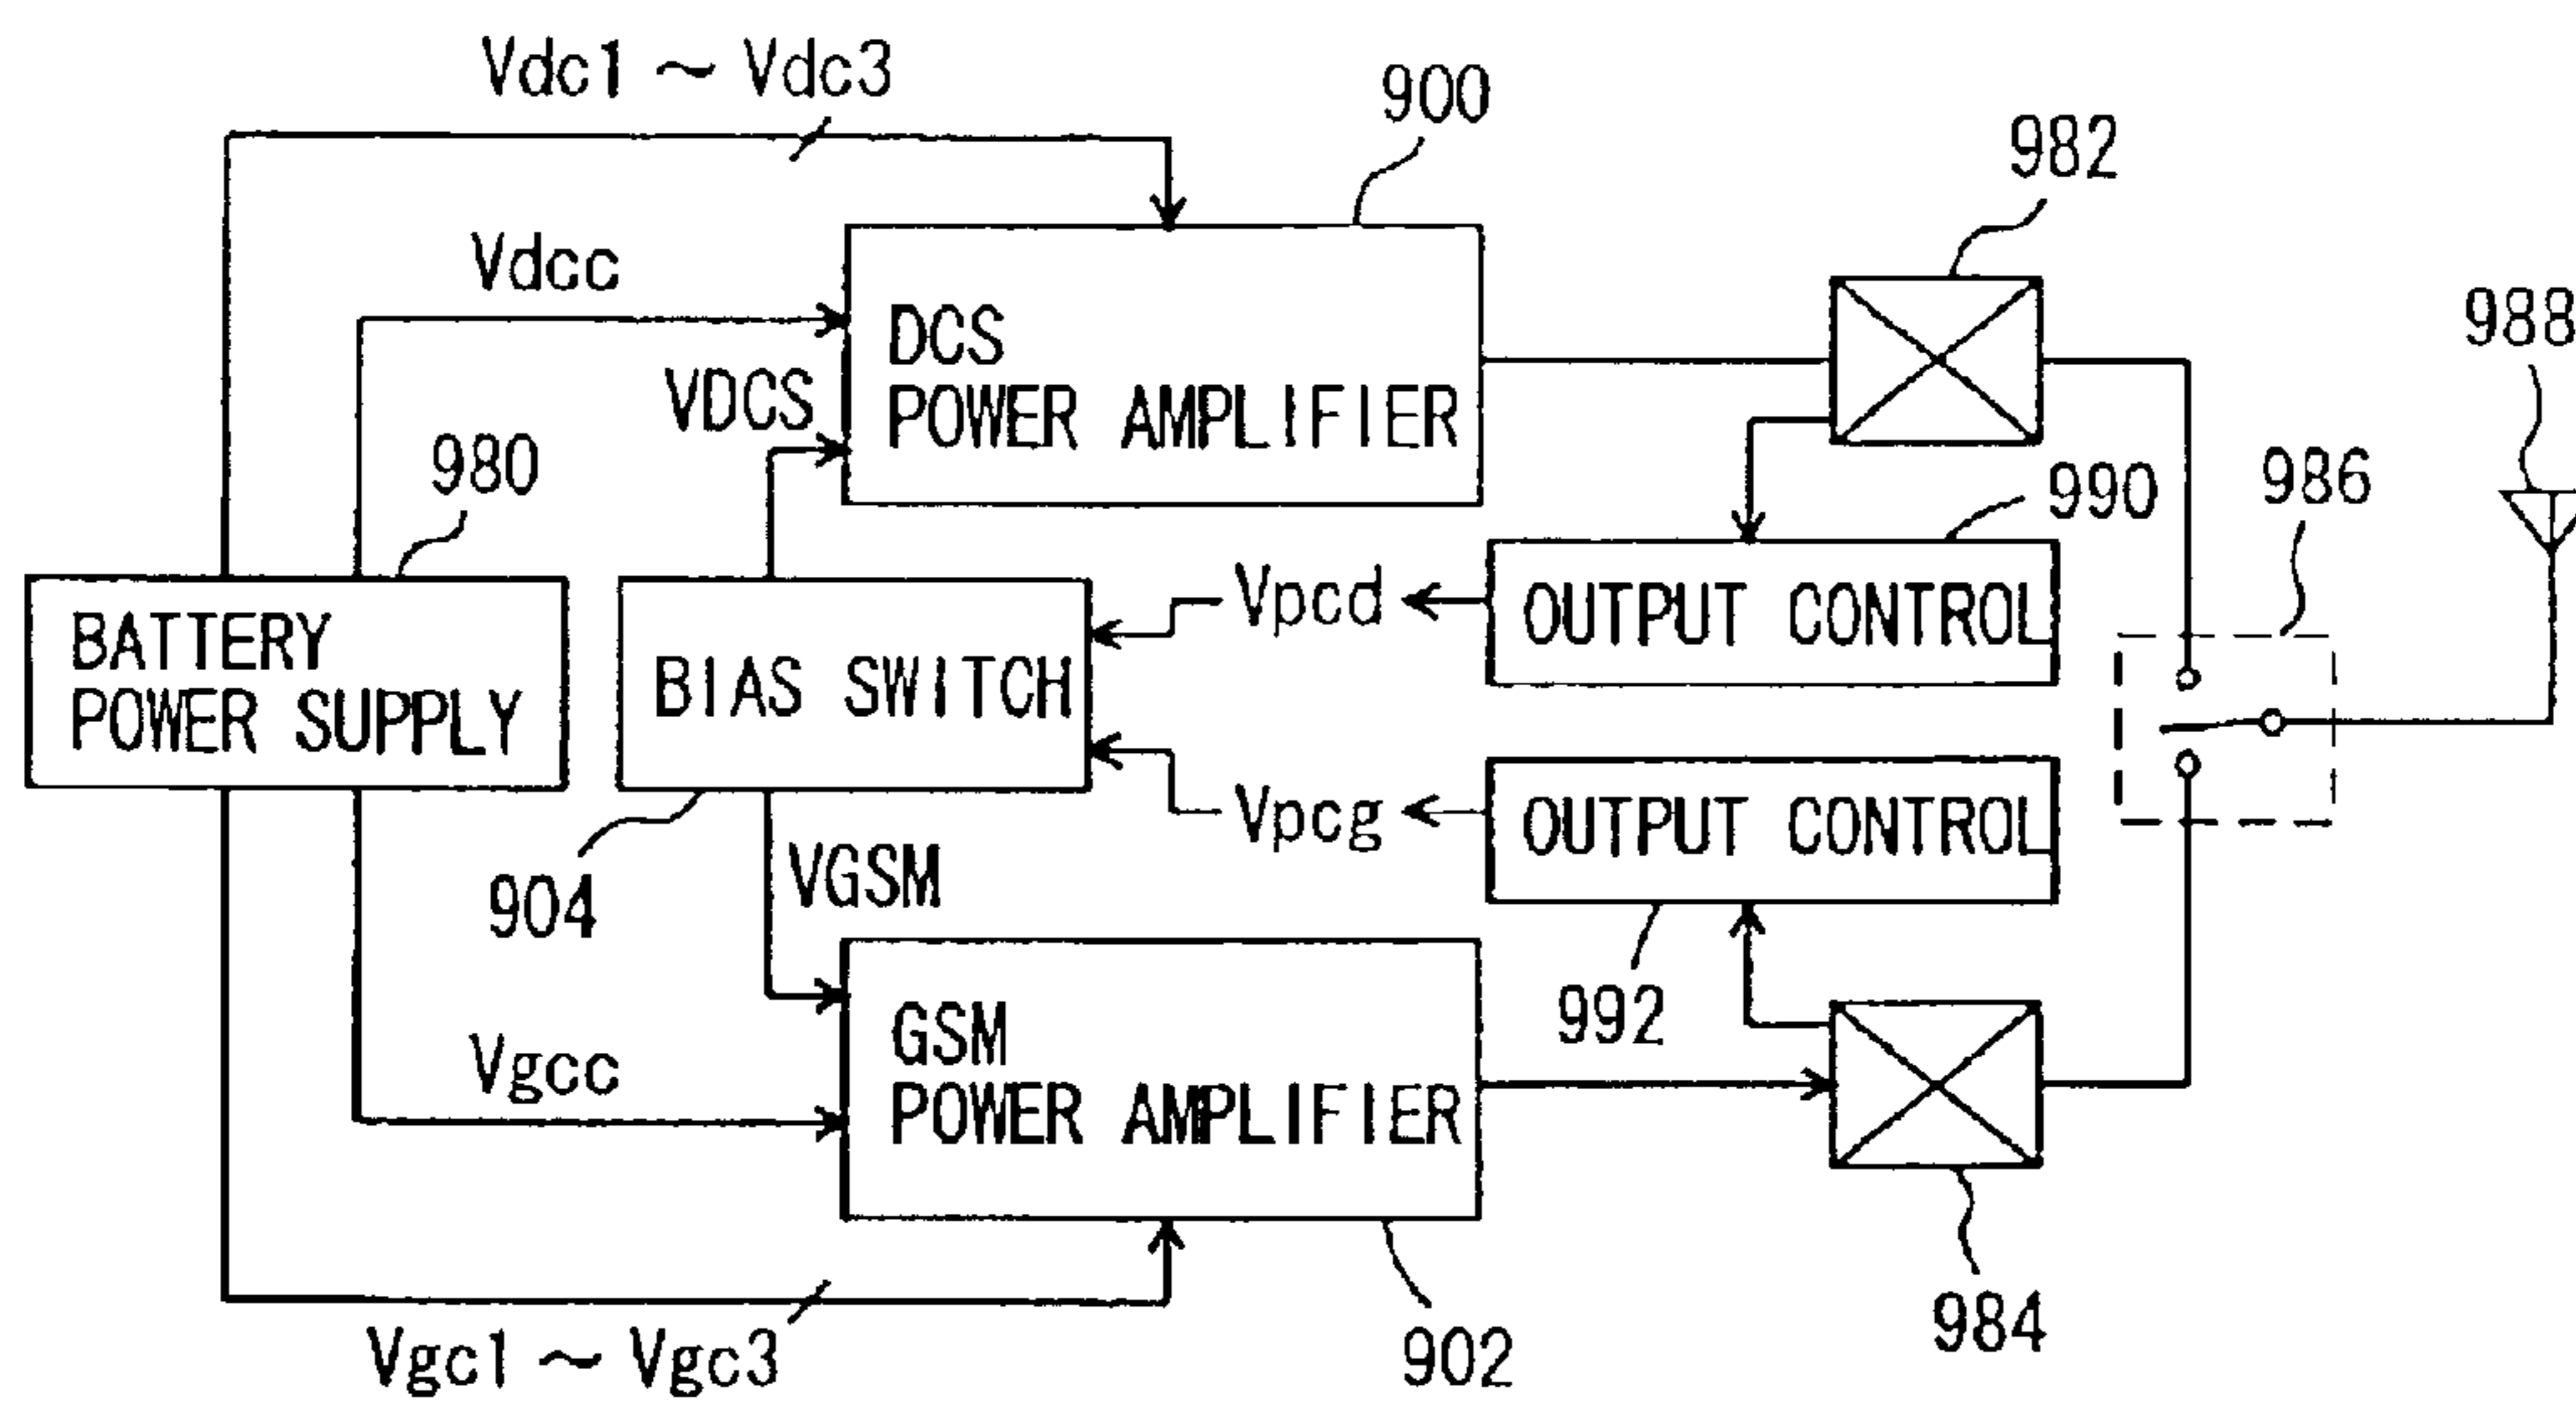 Vdc1 ～ Vdc3
900
982
988
Vdcc
DCS
POWER AMPLIFIER
VDCS
980
990
986
BATTERY
POWER SUPPLY
BIAS SWITCH
Vpcd
OUTPUT CONTROL
Vpcg
OUTPUT CONTROL
904
VGSM
992
GSM
POWER AMPLIFIER
Vgcc
984
Vgc1 ～ Vgc3
902